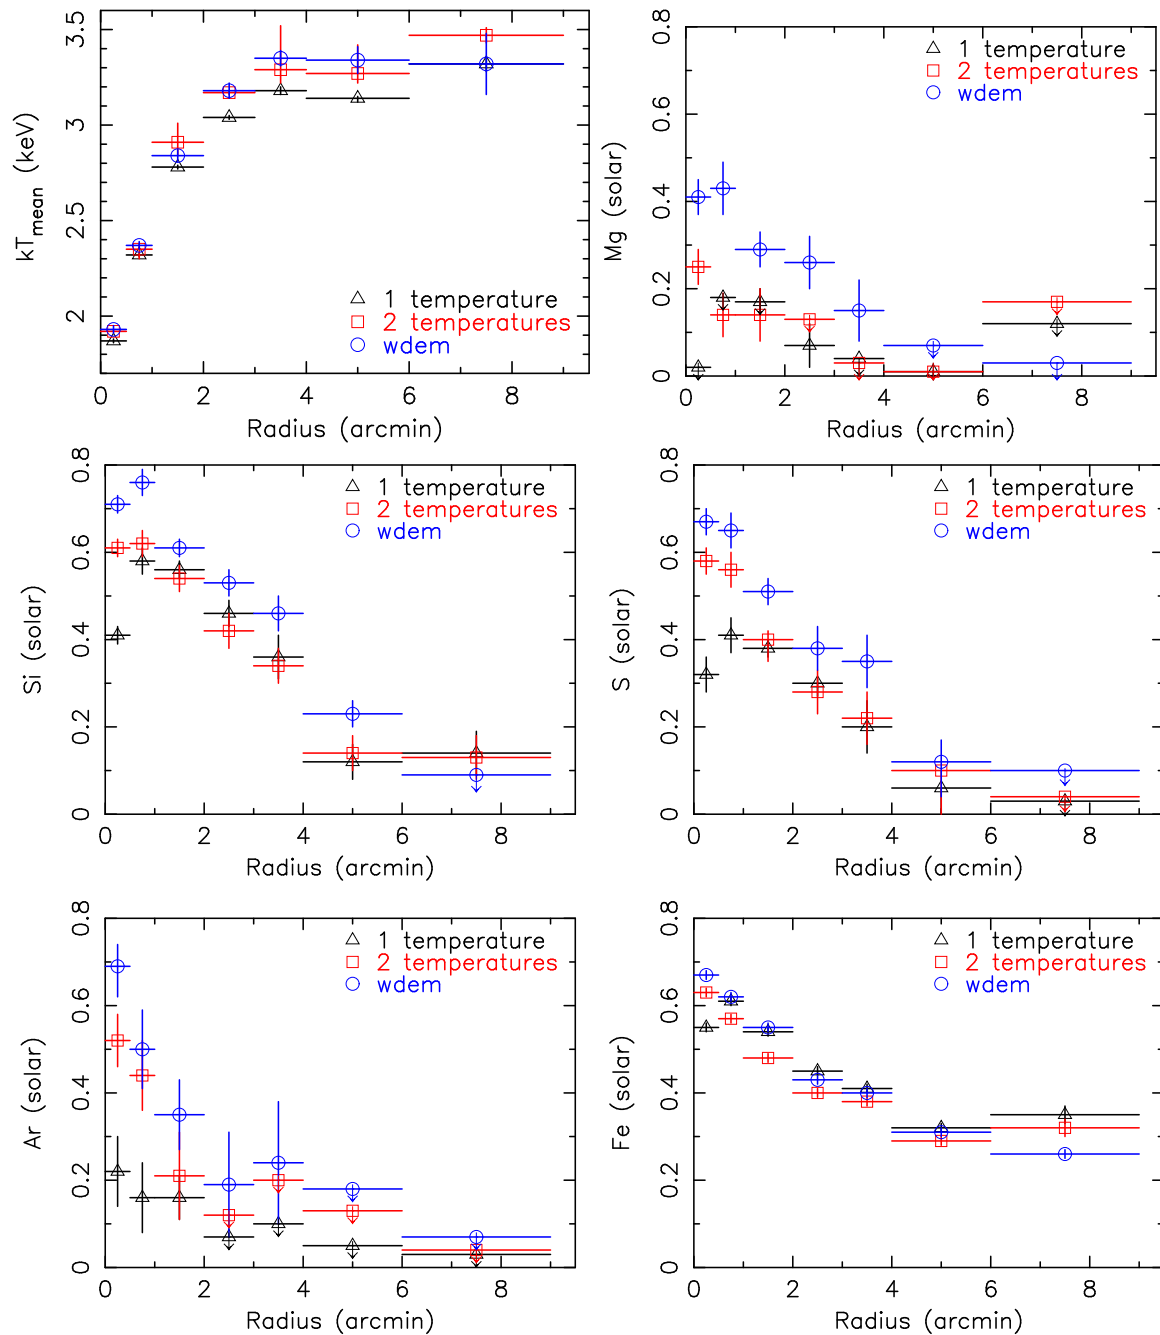 kT_mean (keV)
3.5
3
2.5
2
△ 1 temperature
□ 2 temperatures
○ wdem
0 2 4 6 8
Radius (arcmin)
Mg (solar)
0.8
0.6
0.4
0.2
0
△ 1 temperature
□ 2 temperatures
○ wdem
0 2 4 6 8
Radius (arcmin)
Si (solar)
0.8
0.6
0.4
0.2
0
△ 1 temperature
□ 2 temperatures
○ wdem
0 2 4 6 8
Radius (arcmin)
S (solar)
0.8
0.6
0.4
0.2
0
△ 1 temperature
□ 2 temperatures
○ wdem
0 2 4 6 8
Radius (arcmin)
Ar (solar)
0.8
0.6
0.4
0.2
0
△ 1 temperature
□ 2 temperatures
○ wdem
0 2 4 6 8
Radius (arcmin)
Fe (solar)
0.8
0.6
0.4
0.2
0
△ 1 temperature
□ 2 temperatures
○ wdem
0 2 4 6 8
Radius (arcmin)